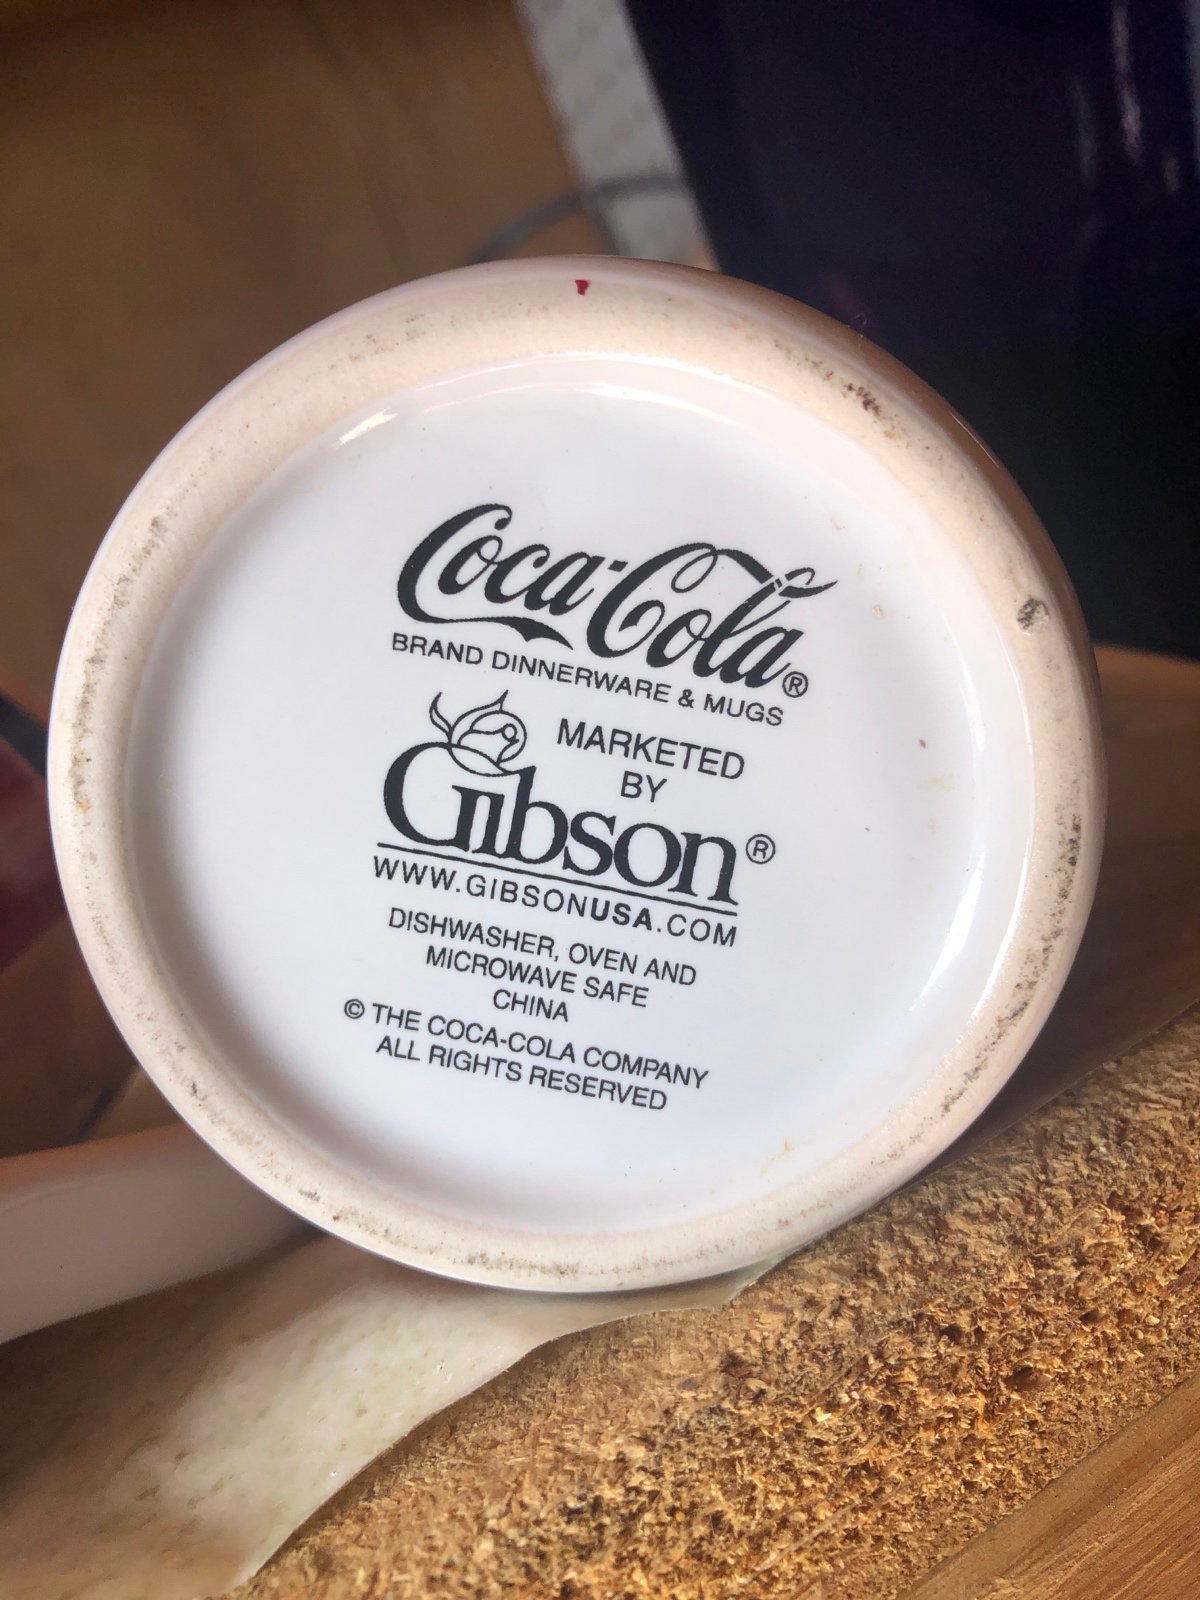 Coca-Cola®
BRAND DINNERWARE & MUGS
MARKETED
BY
Gibson®
WWW.GIBSONUSA.COM
DISHWASHER, OVEN AND
MICROWAVE SAFE
CHINA
© THE COCA-COLA COMPANY
ALL RIGHTS RESERVED